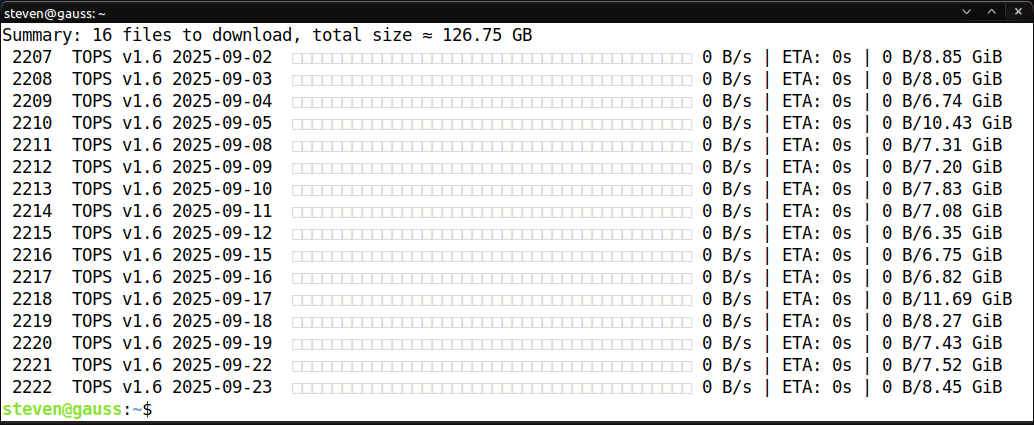 steven@gauss: ~
Summary: 16 files to download, total size ≈ 126.75 GB
2207 TOPS v1.6 2025-09-02 0 B/s | ETA: 0s | 0 B/8.85 GiB
2208 TOPS v1.6 2025-09-03 0 B/s | ETA: 0s | 0 B/8.05 GiB
2209 TOPS v1.6 2025-09-04 0 B/s | ETA: 0s | 0 B/6.74 GiB
2210 TOPS v1.6 2025-09-05 0 B/s | ETA: 0s | 0 B/10.43 GiB
2211 TOPS v1.6 2025-09-08 0 B/s | ETA: 0s | 0 B/7.31 GiB
2212 TOPS v1.6 2025-09-09 0 B/s | ETA: 0s | 0 B/7.20 GiB
2213 TOPS v1.6 2025-09-10 0 B/s | ETA: 0s | 0 B/7.83 GiB
2214 TOPS v1.6 2025-09-11 0 B/s | ETA: 0s | 0 B/7.08 GiB
2215 TOPS v1.6 2025-09-12 0 B/s | ETA: 0s | 0 B/6.35 GiB
2216 TOPS v1.6 2025-09-15 0 B/s | ETA: 0s | 0 B/6.75 GiB
2217 TOPS v1.6 2025-09-16 0 B/s | ETA: 0s | 0 B/6.82 GiB
2218 TOPS v1.6 2025-09-17 0 B/s | ETA: 0s | 0 B/11.69 GiB
2219 TOPS v1.6 2025-09-18 0 B/s | ETA: 0s | 0 B/8.27 GiB
2220 TOPS v1.6 2025-09-19 0 B/s | ETA: 0s | 0 B/7.43 GiB
2221 TOPS v1.6 2025-09-22 0 B/s | ETA: 0s | 0 B/7.52 GiB
2222 TOPS v1.6 2025-09-23 0 B/s | ETA: 0s | 0 B/8.45 GiB
steven@gauss:~$